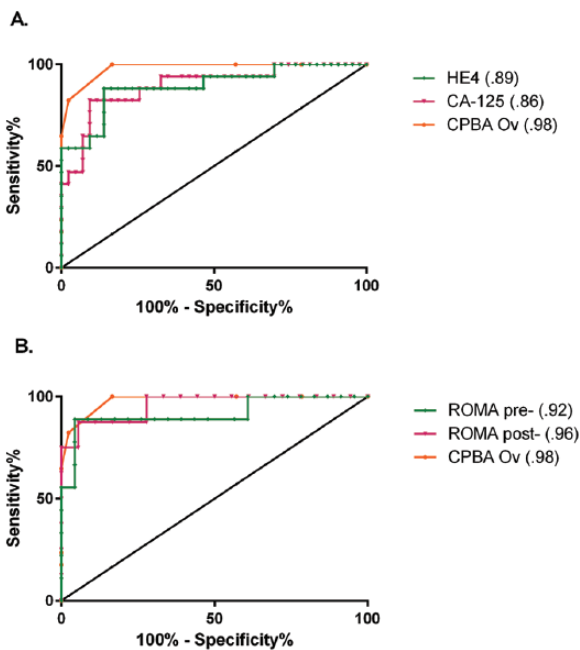 A.
100
50
0
Sensitivity%
0
50
100
100% - Specificity%
HE4 (.89)
CA-125 (.86)
CPBA Ov (.98)
B.
100
50
0
Sensitivity%
0
50
100
100% - Specificity%
ROMA pre- (.92)
ROMA post- (.96)
CPBA Ov (.98)